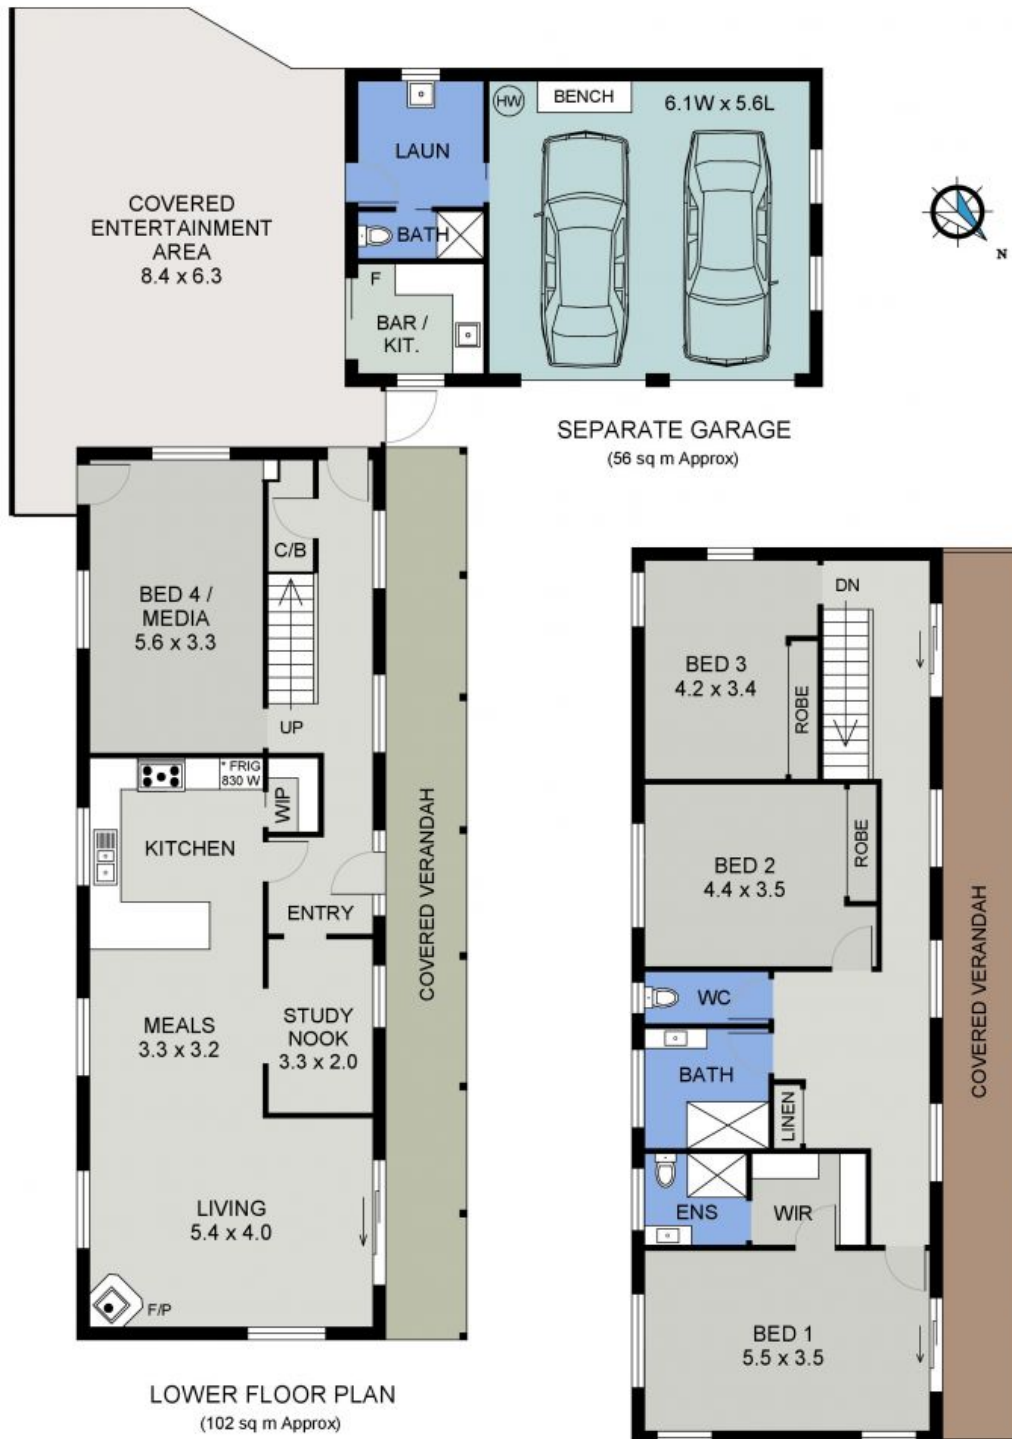 COVERED
ENTERTAINMENT
AREA
8.4 x 6.3
LAUN
BATH
F
BAR /
KIT.
HW
BENCH
6.1W x 5.6L
N
SEPARATE GARAGE
(56 sq m Approx)
C/B
BED 4 /
MEDIA
5.6 x 3.3
UP
* FRIG
830 W
WIP
KITCHEN
ENTRY
COVERED VERANDAH
MEALS
3.3 x 3.2
STUDY
NOOK
3.3 x 2.0
LIVING
5.4 x 4.0
F/P
LOWER FLOOR PLAN
(102 sq m Approx)
DN
BED 3
4.2 x 3.4
ROBE
BED 2
4.4 x 3.5
ROBE
COVERED VERANDAH
WC
BATH
LINEN
ENS
WIR
BED 1
5.5 x 3.5